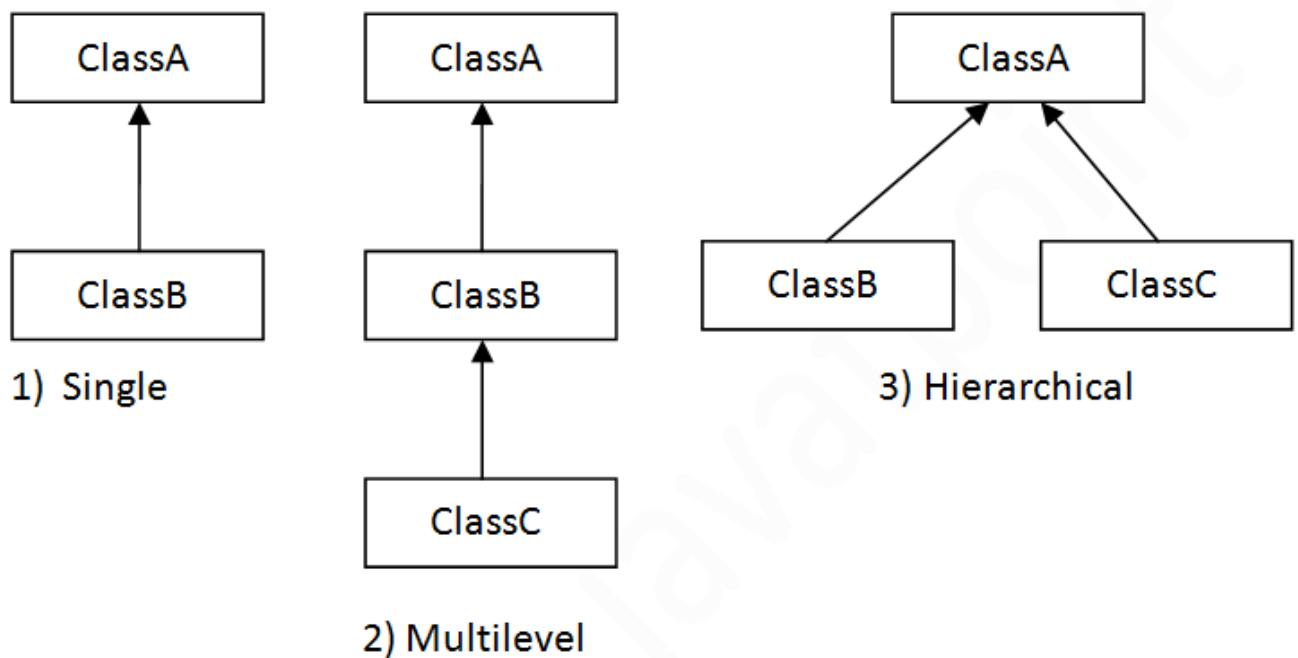 ClassA
ClassB
1) Single
ClassA
ClassB
ClassC
2) Multilevel
ClassA
ClassB
ClassC
3) Hierarchical